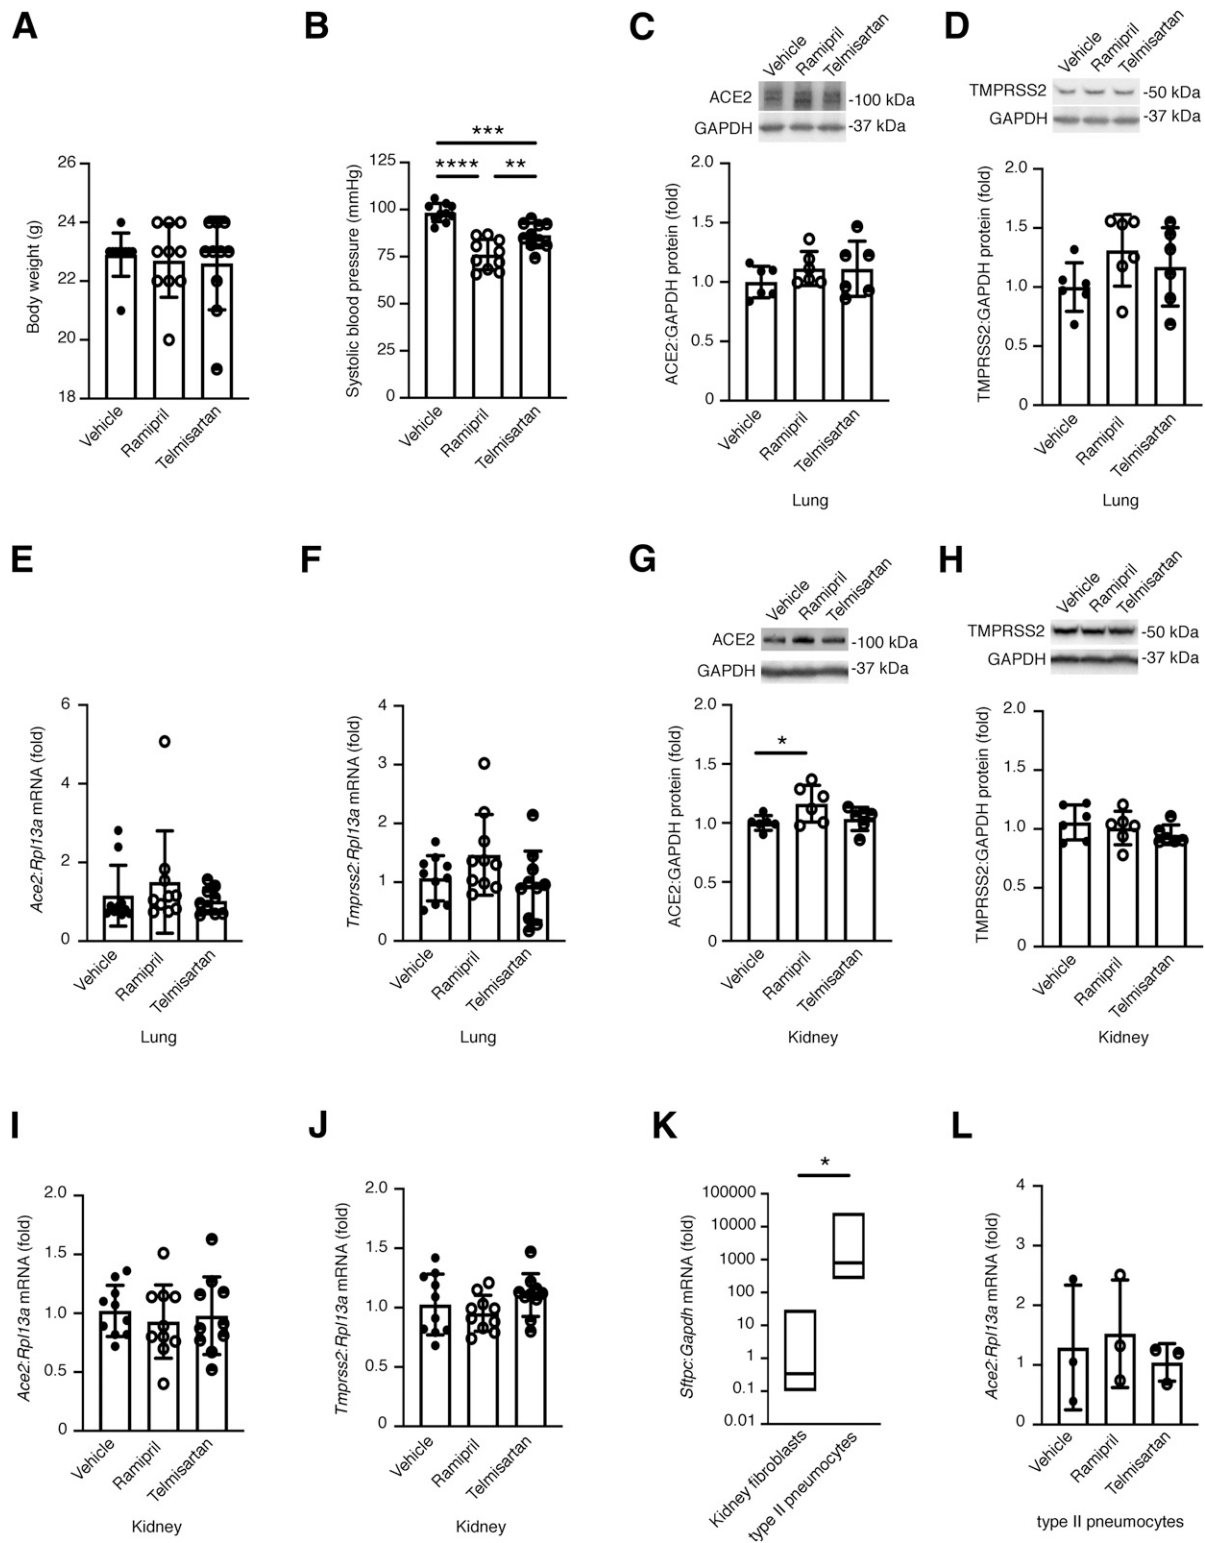 A
Body weight (g)
26
24
22
20
18
Vehicle
Ramipril
Telmisartan
B
Systolic blood pressure (mmHg)
***
****
**
125
100
75
50
25
0
Vehicle
Ramipril
Telmisartan
C
Vehicle
Ramipril
Telmisartan
ACE2
-100 kDa
GAPDH
-37 kDa
ACE2:GAPDH protein (fold)
2.0
1.5
1.0
0.5
0
Vehicle
Ramipril
Telmisartan
Lung
D
Vehicle
Ramipril
Telmisartan
TMPRSS2
-50 kDa
GAPDH
-37 kDa
TMPRSS2:GAPDH protein (fold)
2.0
1.5
1.0
0.5
0
Vehicle
Ramipril
Telmisartan
Lung
E
Ace2:Rpl13a mRNA (fold)
6
4
2
0
Vehicle
Ramipril
Telmisartan
Lung
F
Tmprss2:Rpl13a mRNA (fold)
4
3
2
1
0
Vehicle
Ramipril
Telmisartan
Lung
G
Vehicle
Ramipril
Telmisartan
ACE2
-100 kDa
GAPDH
-37 kDa
ACE2:GAPDH protein (fold)
*
2.0
1.5
1.0
0.5
0
Vehicle
Ramipril
Telmisartan
Kidney
H
Vehicle
Ramipril
Telmisartan
TMPRSS2
-50 kDa
GAPDH
-37 kDa
TMPRSS2:GAPDH protein (fold)
2.0
1.5
1.0
0.5
0
Vehicle
Ramipril
Telmisartan
Kidney
I
Ace2:Rpl13a mRNA (fold)
2.0
1.5
1.0
0.5
0
Vehicle
Ramipril
Telmisartan
Kidney
J
Tmprss2:Rpl13a mRNA (fold)
2.0
1.5
1.0
0.5
0
Vehicle
Ramipril
Telmisartan
Kidney
K
Sftpc:Gapdh mRNA (fold)
*
100000
10000
1000
100
10
1
0.1
0.01
Kidney fibroblasts
type II pneumocytes
L
Ace2:Rpl13a mRNA (fold)
4
3
2
1
0
Vehicle
Ramipril
Telmisartan
type II pneumocytes